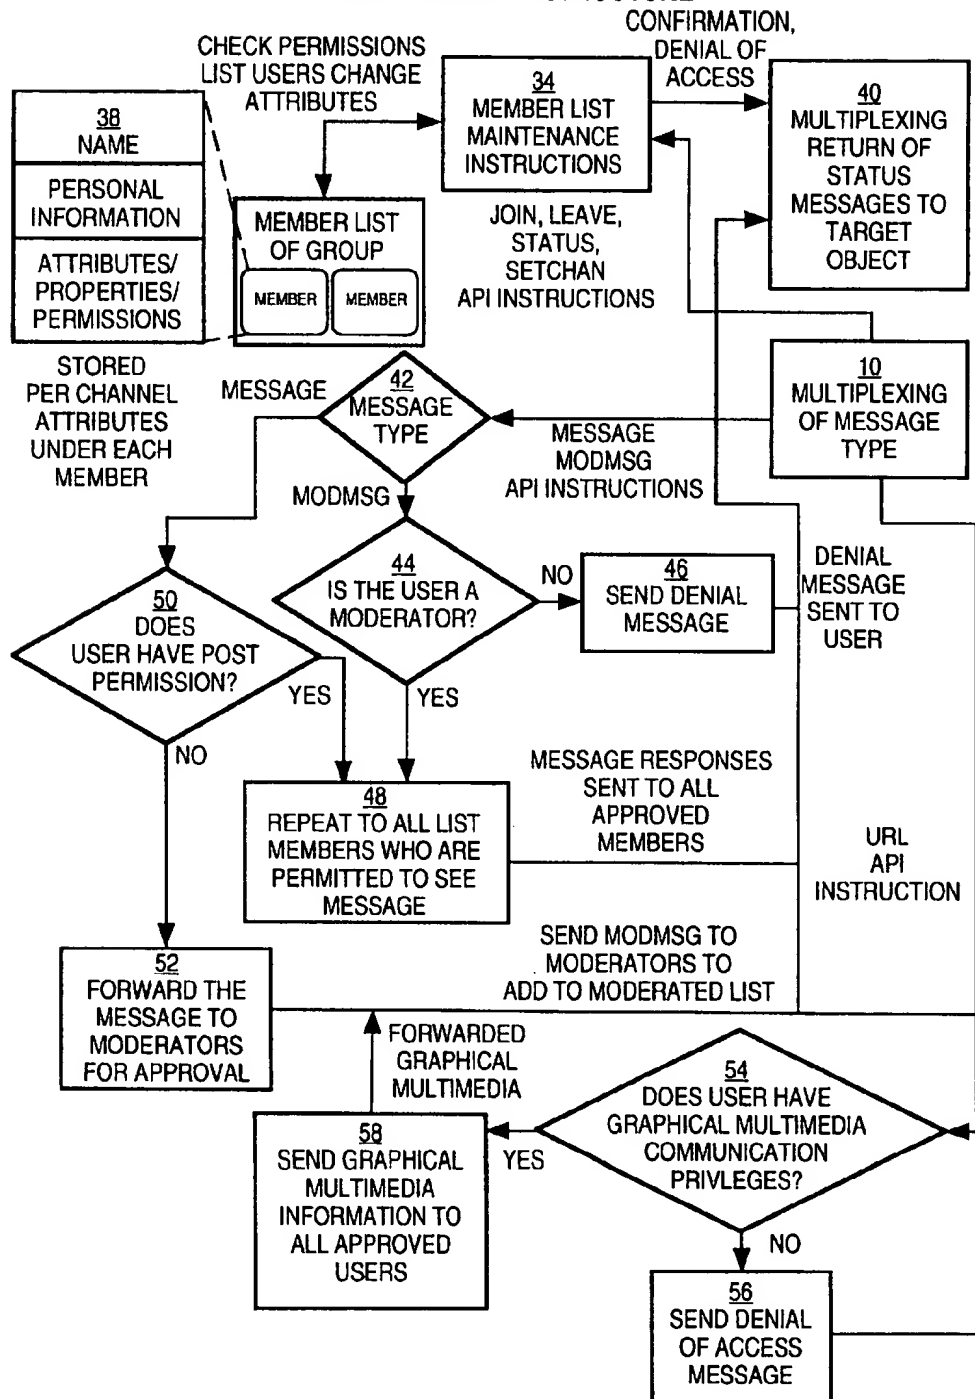 CONFIRMATION,
DENIAL OF
ACCESS
CHECK PERMISSIONS
LIST USERS CHANGE
ATTRIBUTES
38
NAME
PERSONAL
INFORMATION
ATTRIBUTES/
PROPERTIES/
PERMISSIONS
STORED
PER CHANNEL
ATTRIBUTES
UNDER EACH
MEMBER
MEMBER LIST
OF GROUP
MEMBER
MEMBER
34
MEMBER LIST
MAINTENANCE
INSTRUCTIONS
JOIN, LEAVE,
STATUS,
SETCHAN
API INSTRUCTIONS
40
MULTIPLEXING
RETURN OF
STATUS
MESSAGES TO
TARGET
OBJECT
10
MULTIPLEXING
OF MESSAGE
TYPE
MESSAGE
42
MESSAGE
TYPE
MESSAGE
MODMSG
API INSTRUCTIONS
MODMSG
44
IS THE USER A
MODERATOR?
NO
46
SEND DENIAL
MESSAGE
DENIAL
MESSAGE
SENT TO
USER
50
DOES
USER HAVE POST
PERMISSION?
YES
YES
NO
48
REPEAT TO ALL LIST
MEMBERS WHO ARE
PERMITTED TO SEE
MESSAGE
MESSAGE RESPONSES
SENT TO ALL
APPROVED
MEMBERS
URL
API
INSTRUCTION
52
FORWARD THE
MESSAGE TO
MODERATORS
FOR APPROVAL
SEND MODMSG TO
MODERATORS TO
ADD TO MODERATED LIST
FORWARDED
GRAPHICAL
MULTIMEDIA
54
DOES USER HAVE
GRAPHICAL MULTIMEDIA
COMMUNICATION
PRIVLEGES?
YES
58
SEND GRAPHICAL
MULTIMEDIA
INFORMATION TO
ALL APPROVED
USERS
NO
56
SEND DENIAL
OF ACCESS
MESSAGE